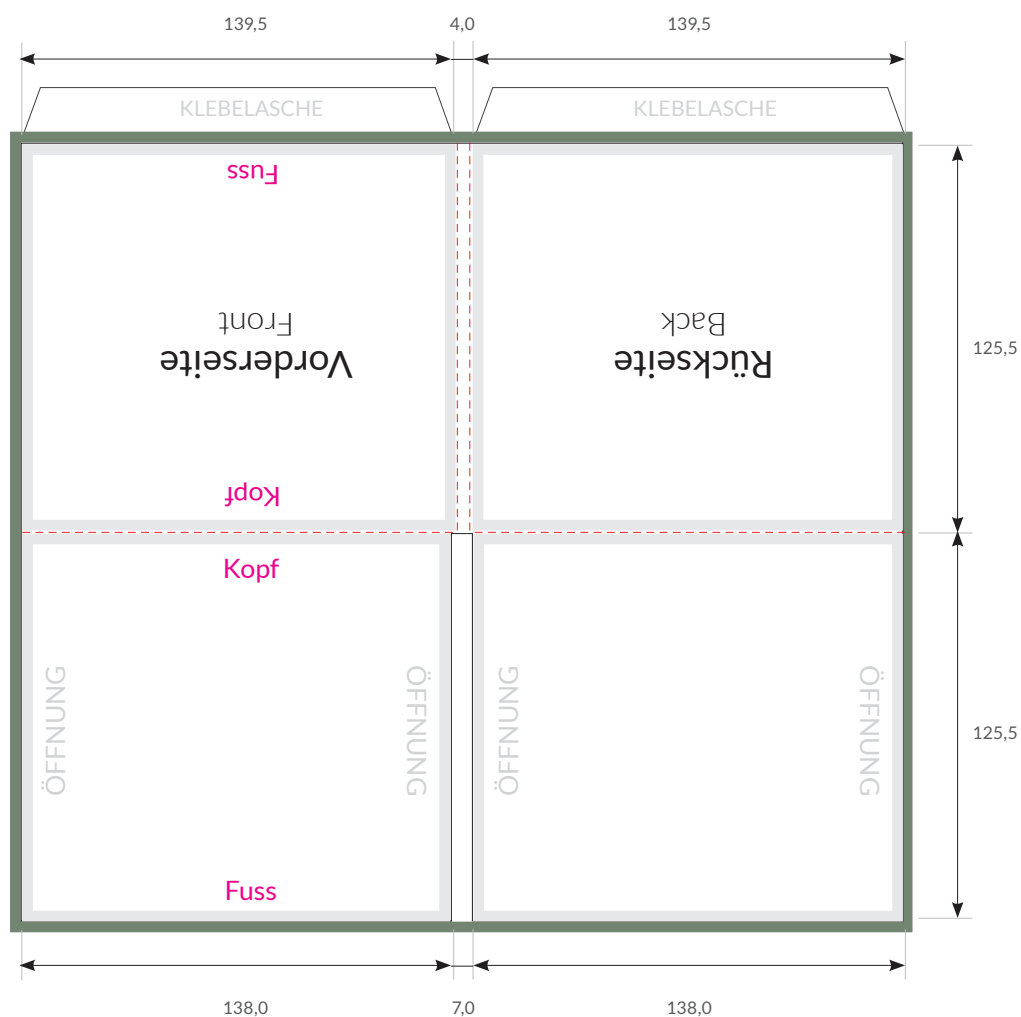 139,5
4,0
139,5
KLEBELASCHE
KLEBELASCHE
Fuss
Front
Vorderseite
Kopf
Back
Rückseite
125,5
Kopf
ÖFFNUNG
ÖFFNUNG
ÖFFNUNG
ÖFFNUNG
125,5
Fuss
138,0
7,0
138,0